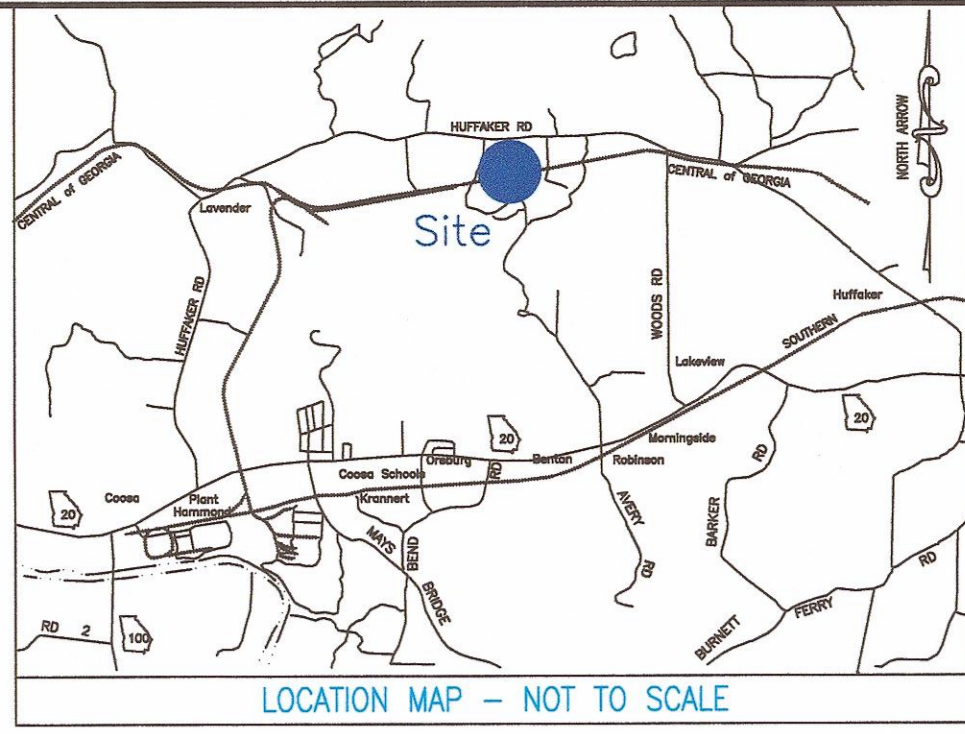 HUFFAKER RD
NORTH ARROW
CENTRAL of GEORGIA
CENTRAL of GEORGIA
Lavender
Site
HUFFAKER RD
WOODS RD
Huffaker
SOUTHERN
Lakeview
20
20
Morningside
Orsburg
Benton
Robinson
Coosa Schools
RD
RD
Coosa
Plant
Hammond
Krannert
20
AVERY
RD
BARKER
MAYS
BEND
BRIDGE
RD
FERRY
BURNETT
RD 2
100
LOCATION MAP – NOT TO SCALE